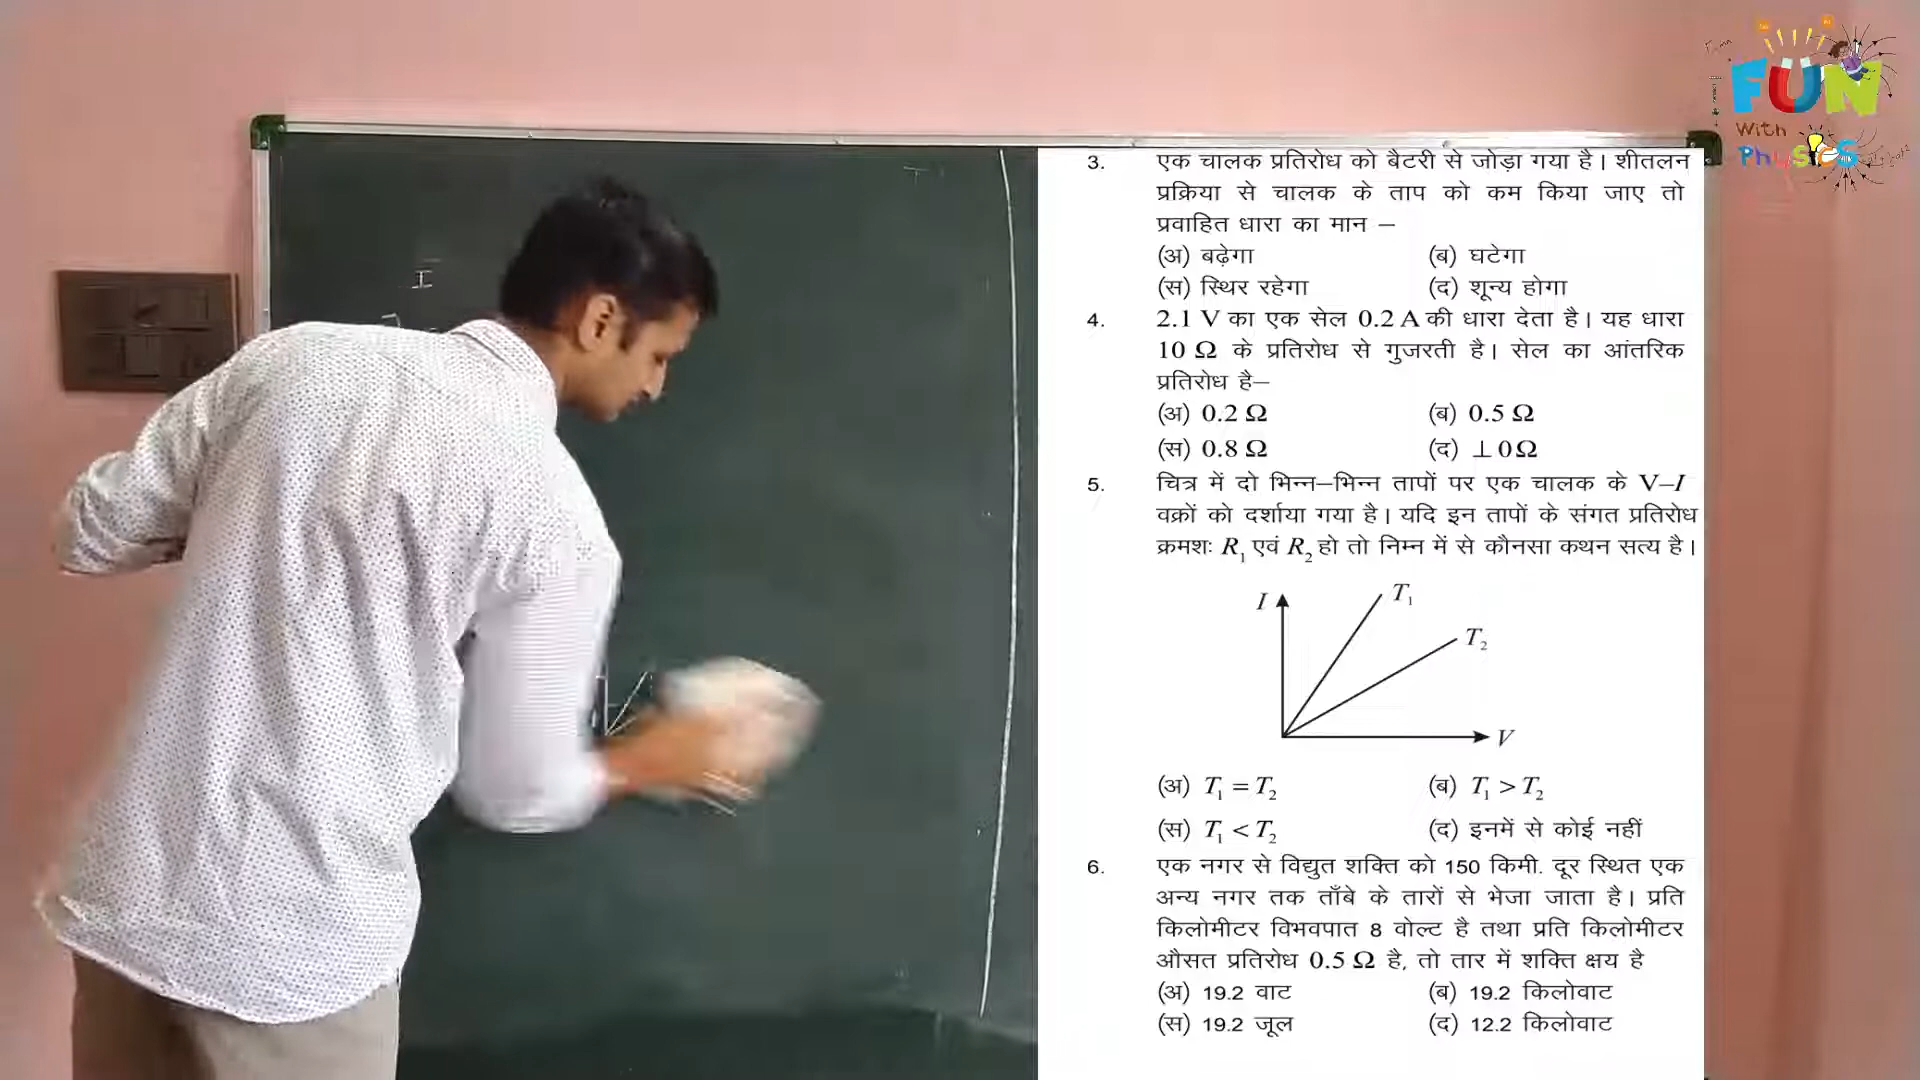 FUN
With
Physics
I
3. एक चालक प्रतिरोध को बैटरी से जोड़ा गया है। शीतलन
प्रक्रिया से चालक के ताप को कम किया जाए तो
प्रवाहित धारा का मान –
(अ) बढ़ेगा (ब) घटेगा
(स) स्थिर रहेगा (द) शून्य होगा
4. 2.1 V का एक सेल 0.2 A की धारा देता है। यह धारा
10 Ω के प्रतिरोध से गुजरती है। सेल का आंतरिक
प्रतिरोध है–
(अ) 0.2 Ω (ब) 0.5 Ω
(स) 0.8 Ω (द) ⊥0Ω
5. चित्र में दो भिन्न–भिन्न तापों पर एक चालक के V–I
वक्रों को दर्शाया गया है। यदि इन तापों के संगत प्रतिरोध
क्रमशः R₁ एवं R₂ हो तो निम्न में से कौनसा कथन सत्य है।
I T₁
T₂
V
(अ) T₁ = T₂ (ब) T₁ > T₂
(स) T₁ < T₂ (द) इनमें से कोई नहीं
6. एक नगर से विद्युत शक्ति को 150 किमी. दूर स्थित एक
अन्य नगर तक ताँबे के तारों से भेजा जाता है। प्रति
किलोमीटर विभवपात 8 वोल्ट है तथा प्रति किलोमीटर
औसत प्रतिरोध 0.5 Ω है, तो तार में शक्ति क्षय है
(अ) 19.2 वाट (ब) 19.2 किलोवाट
(स) 19.2 जूल (द) 12.2 किलोवाट